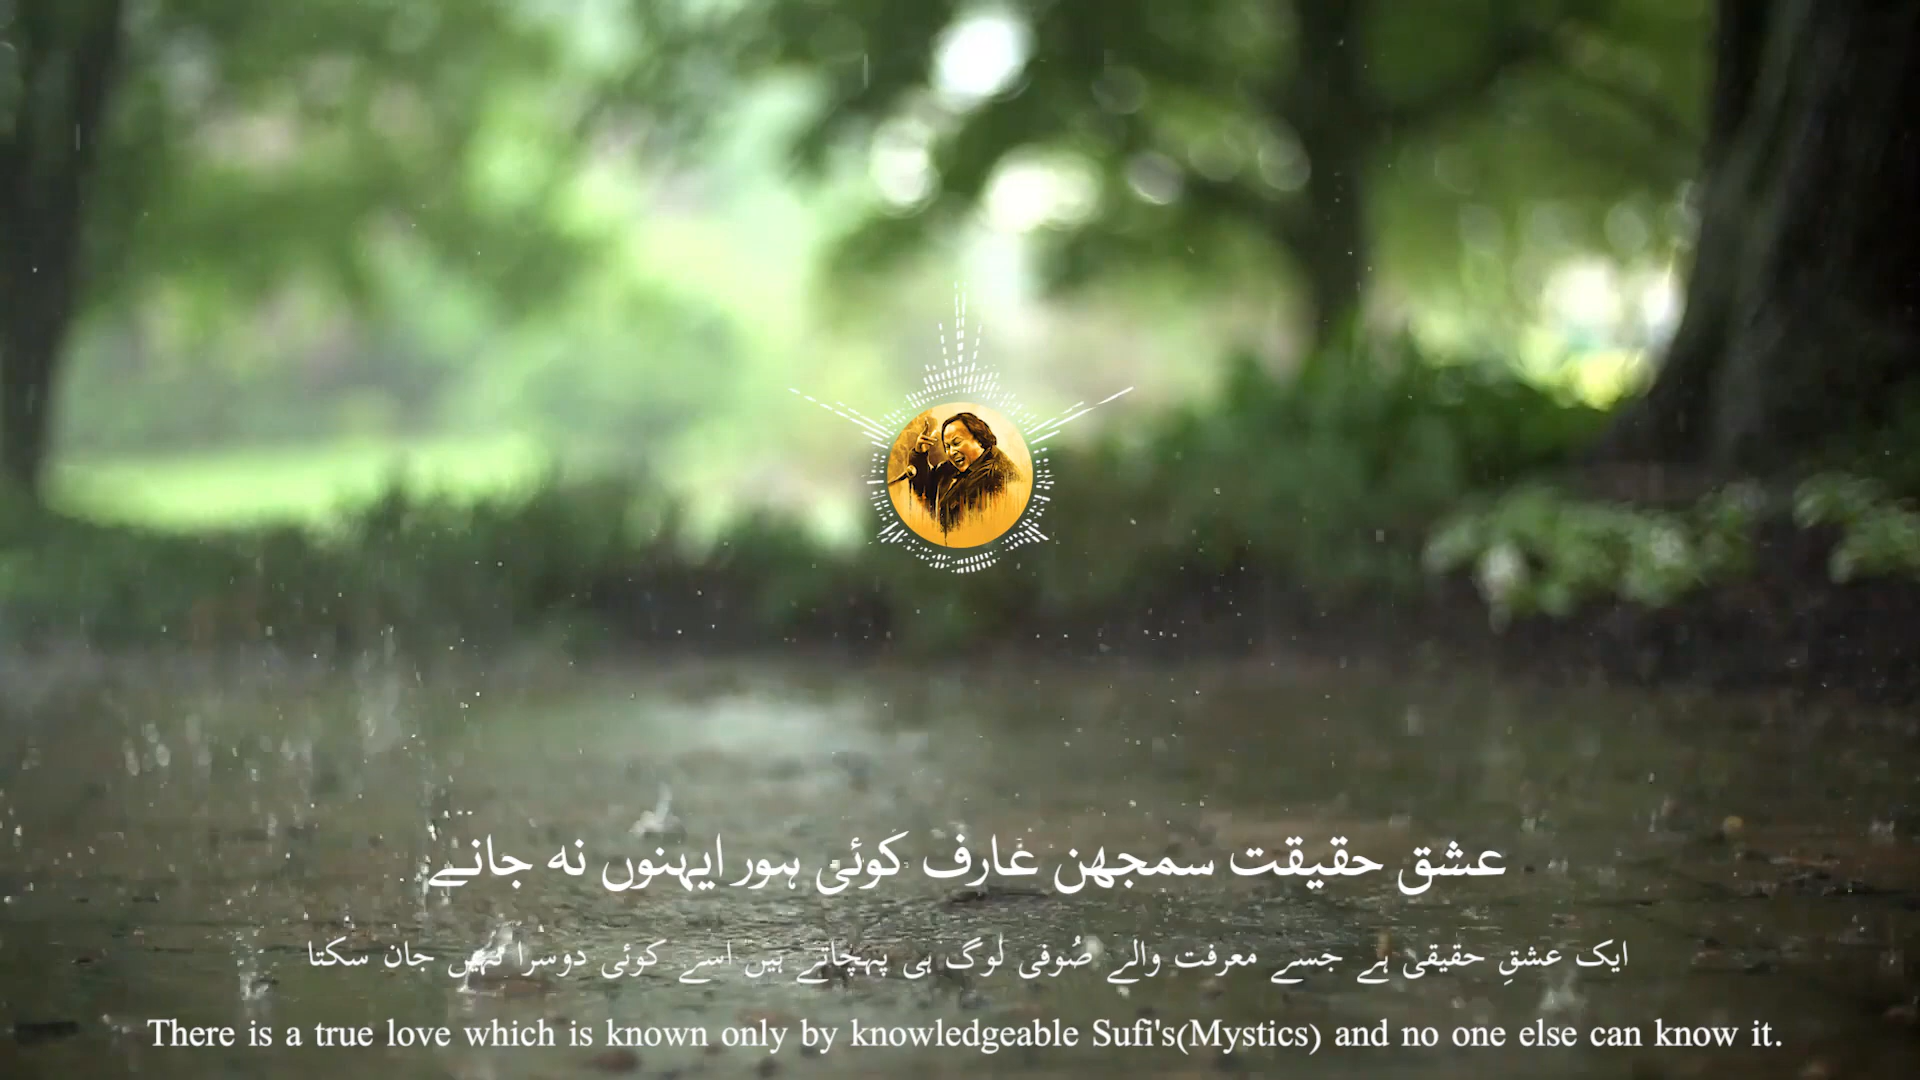 عشق حقیقت سمجھن عارف کوئی ہور ایہنوں نہ جانے
ایک عشقِ حقیقی ہے جسے معرفت والے صُوفی لوگ ہی پہچاتے ہیں اسے کوئی دوسرا نہیں جان سکتا
There is a true love which is known only by knowledgeable Sufi's(Mystics) and no one else can know it.